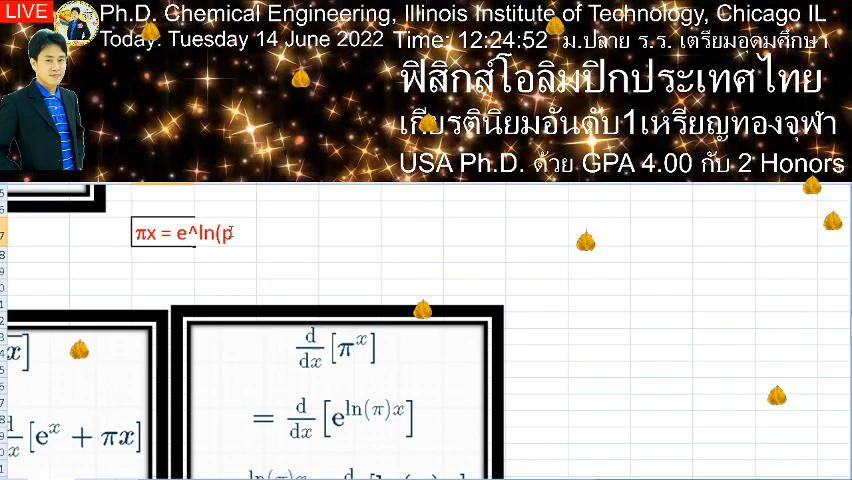 LIVE
Ph.D. Chemical Engineering, Illinois Institute of Technology, Chicago IL
Today: Tuesday 14 June 2022 Time: 12:24:52 ม.ปลาย ร.ร. เตรียมอุดมศึกษา
ฟิสิกส์โอลิมปิกประเทศไทย
เกียรตินิยมอันดับ1เหรียญทองจุฬา
USA Ph.D. ด้วย GPA 4.00 กับ 2 Honors
πx = e^ln(p
x]
d/dx[e^x + πx]
d/dx[π^x]
= d/dx[e^{ln(π)x}]